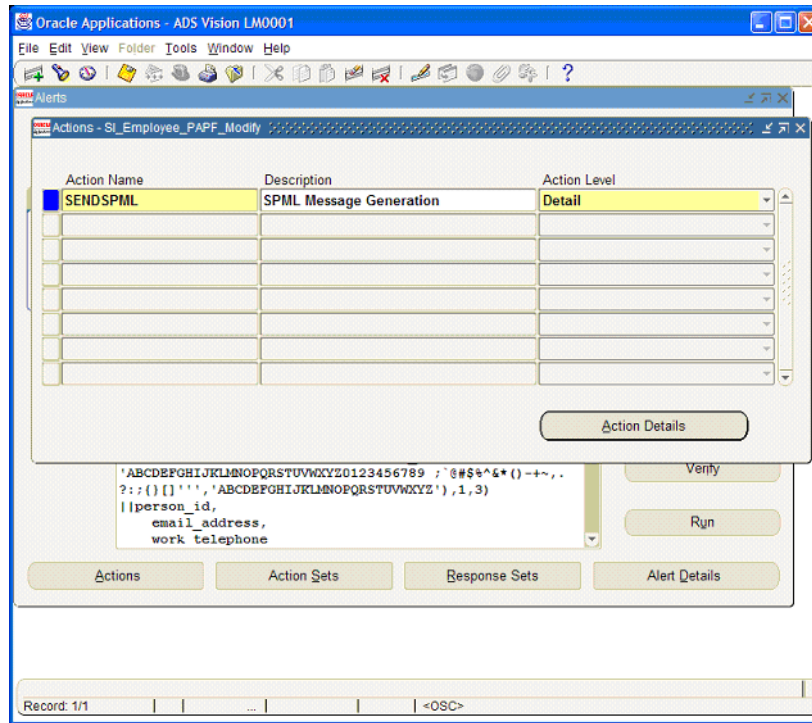 Oracle Applications - ADS Vision LM0001
File Edit View Folder Tools Window Help
Alerts
Actions - SI_Employee_PAPF_Modify
Action Name Description Action Level
SENDSPML SPML Message Generation Detail
Action Details
'ABCDEFGHIJKLMNOPQRSTUVWXYZ0123456789 ;`@#$%^&*()-+~,.
?:;{}[]''','ABCDEFGHIJKLMNOPQRSTUVWXYZ'),1,3)
||person_id,
email_address,
work_telephone
Verify
Run
Actions Action Sets Response Sets Alert Details
Record: 1/1 ... <OSC>